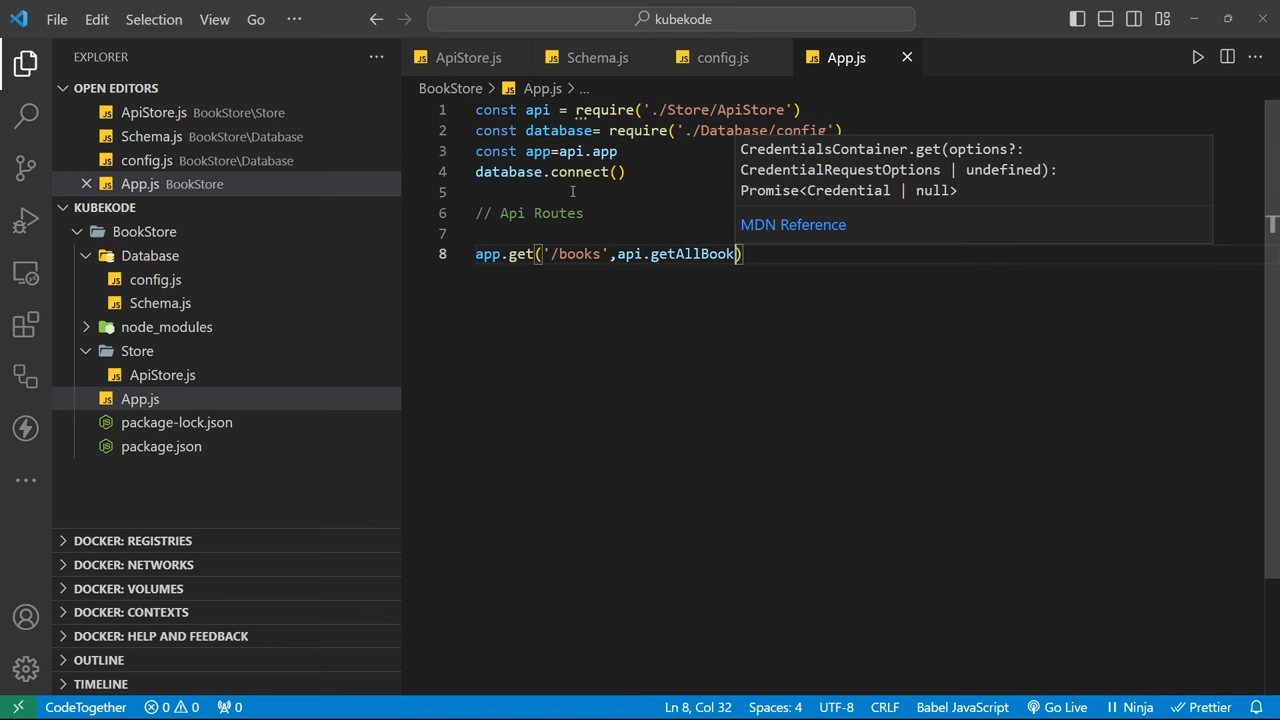 File Edit Selection View Go ··· kubekode
EXPLORER ···
OPEN EDITORS
ApiStore.js BookStore\Store
Schema.js BookStore\Database
config.js BookStore\Database
App.js BookStore
KUBEKODE
BookStore
Database
config.js
Schema.js
node_modules
Store
ApiStore.js
App.js
package-lock.json
package.json
DOCKER: REGISTRIES
DOCKER: NETWORKS
DOCKER: VOLUMES
DOCKER: CONTEXTS
DOCKER: HELP AND FEEDBACK
OUTLINE
TIMELINE
ApiStore.js Schema.js config.js App.js
BookStore > App.js > ...
1 const api = require('./Store/ApiStore')
2 const database= require('./Database/config')
3 const app=api.app
4 database.connect()
5
6 // Api Routes
7
8 app.get('/books',api.getAllBook)
CredentialsContainer.get(options?:
CredentialRequestOptions | undefined):
Promise<Credential | null>
MDN Reference
CodeTogether 0 0 0 Ln 8, Col 32 Spaces: 4 UTF-8 CRLF Babel JavaScript Go Live Ninja Prettier